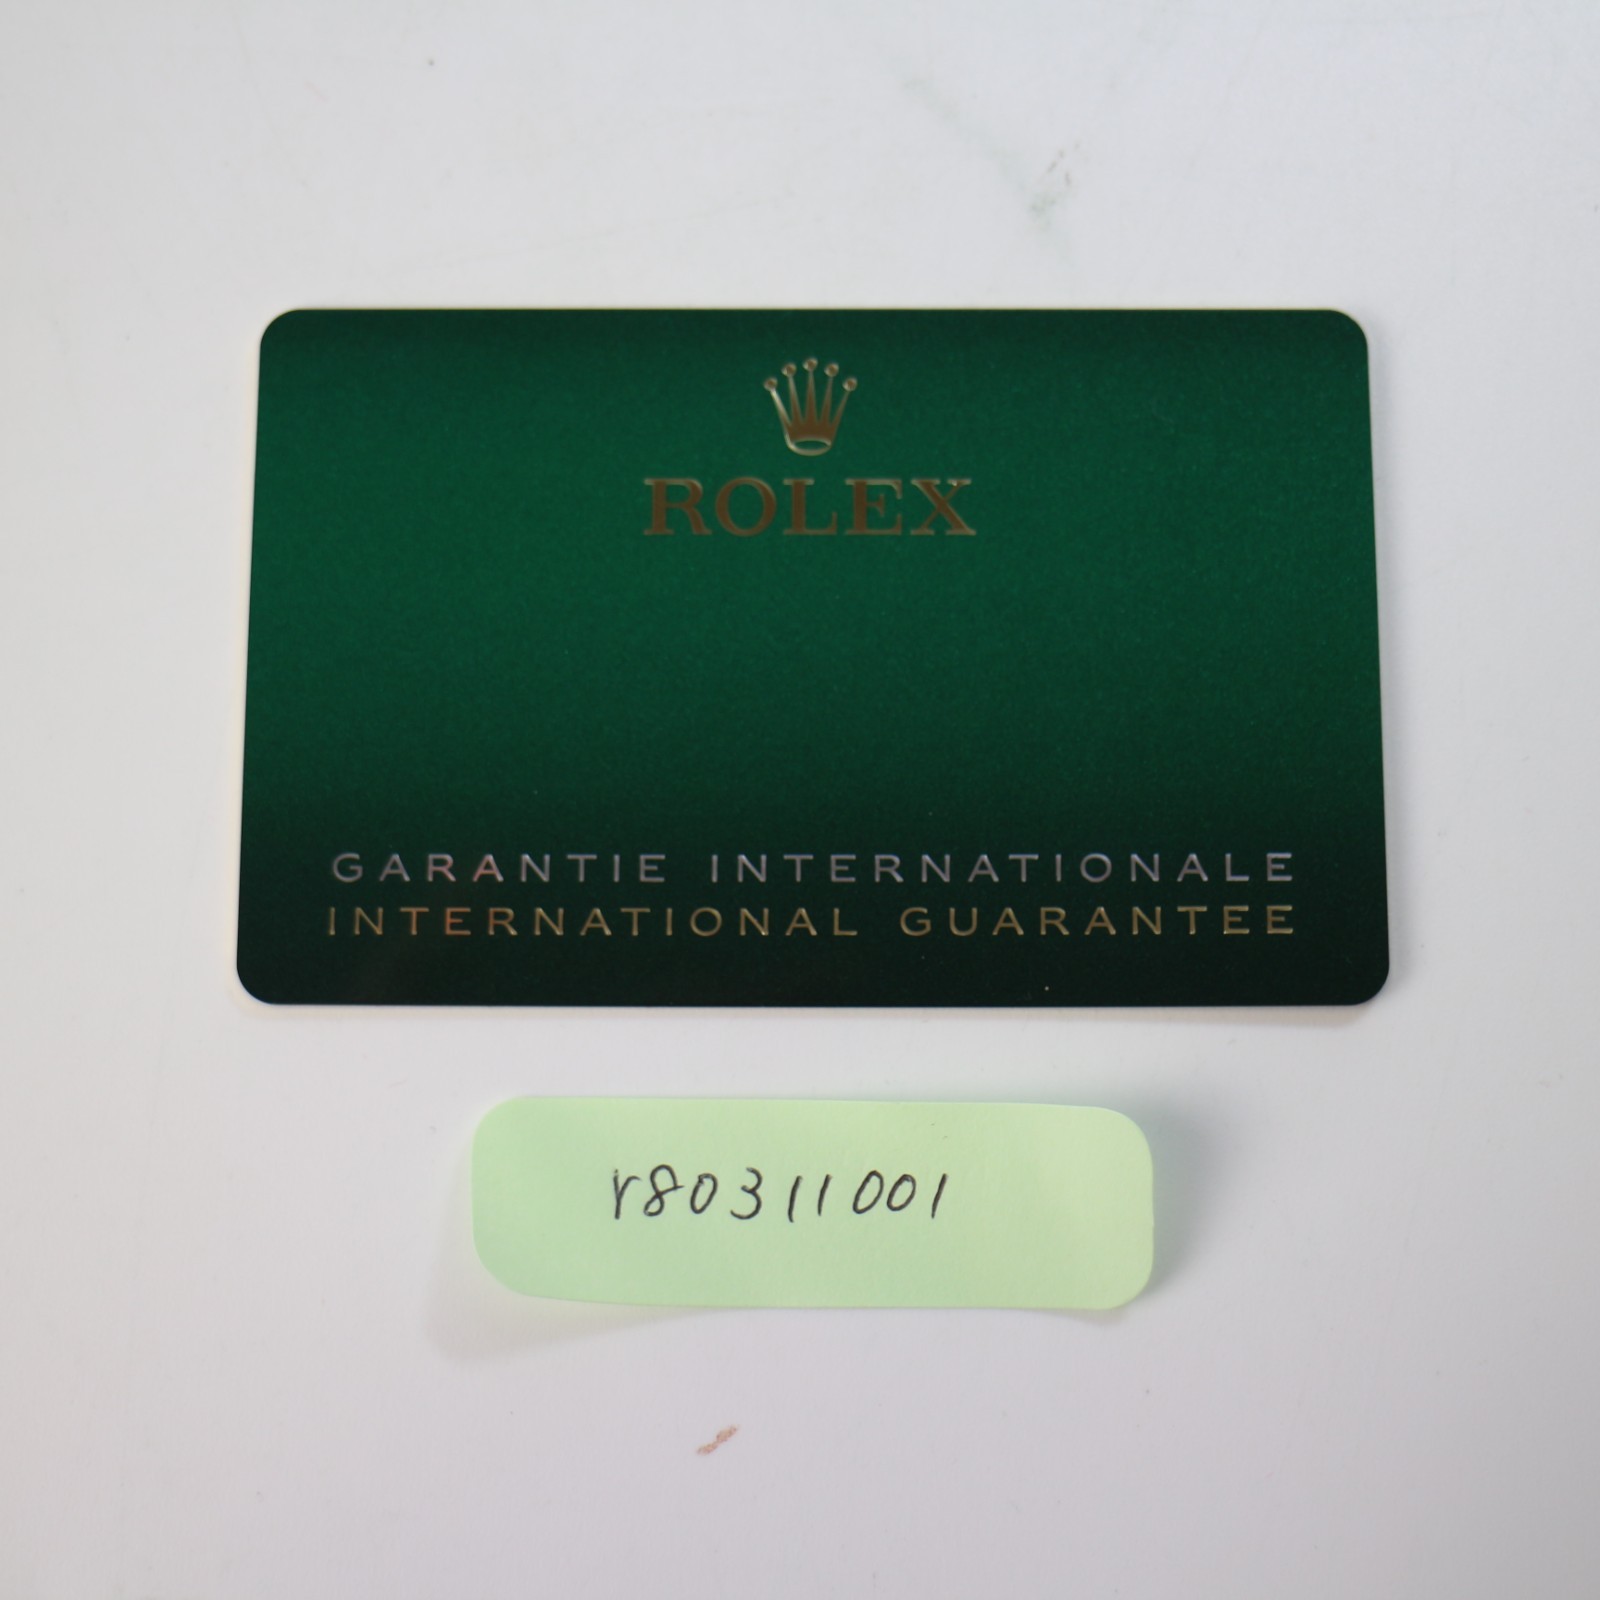 ROLEX
GARANTIE INTERNATIONALE
INTERNATIONAL GUARANTEE
r80311001